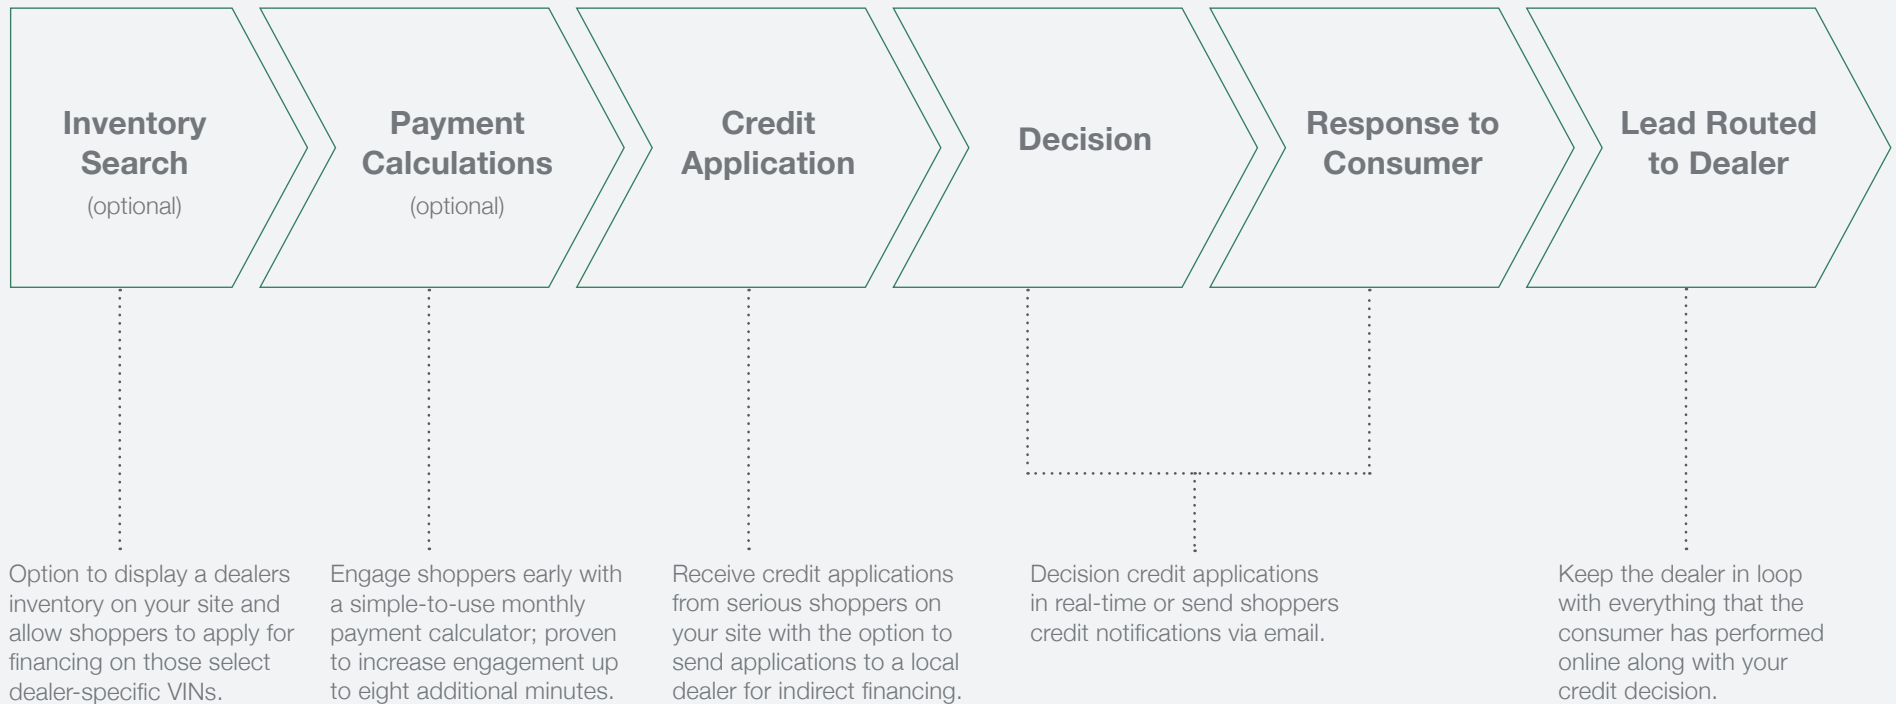 Inventory
Search
(optional)
Payment
Calculations
(optional)
Credit
Application
Decision
Response to
Consumer
Lead Routed
to Dealer
Option to display a dealers
inventory on your site and
allow shoppers to apply for
financing on those select
dealer-specific VINs.
Engage shoppers early with
a simple-to-use monthly
payment calculator; proven
to increase engagement up
to eight additional minutes.
Receive credit applications
from serious shoppers on
your site with the option to
send applications to a local
dealer for indirect financing.
Decision credit applications
in real-time or send shoppers
credit notifications via email.
Keep the dealer in loop
with everything that the
consumer has performed
online along with your
credit decision.